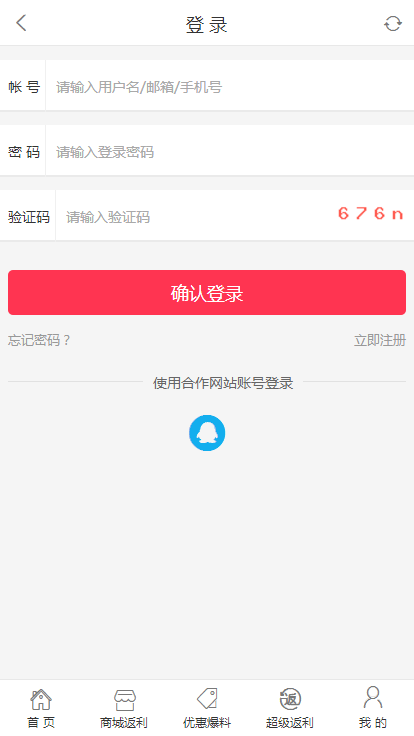 登 录
帐 号 请输入用户名/邮箱/手机号
密 码 请输入登录密码
验证码 请输入验证码 676n
确认登录
忘记密码？ 立即注册
使用合作网站账号登录
返
首 页 商城返利 优惠爆料 超级返利 我 的